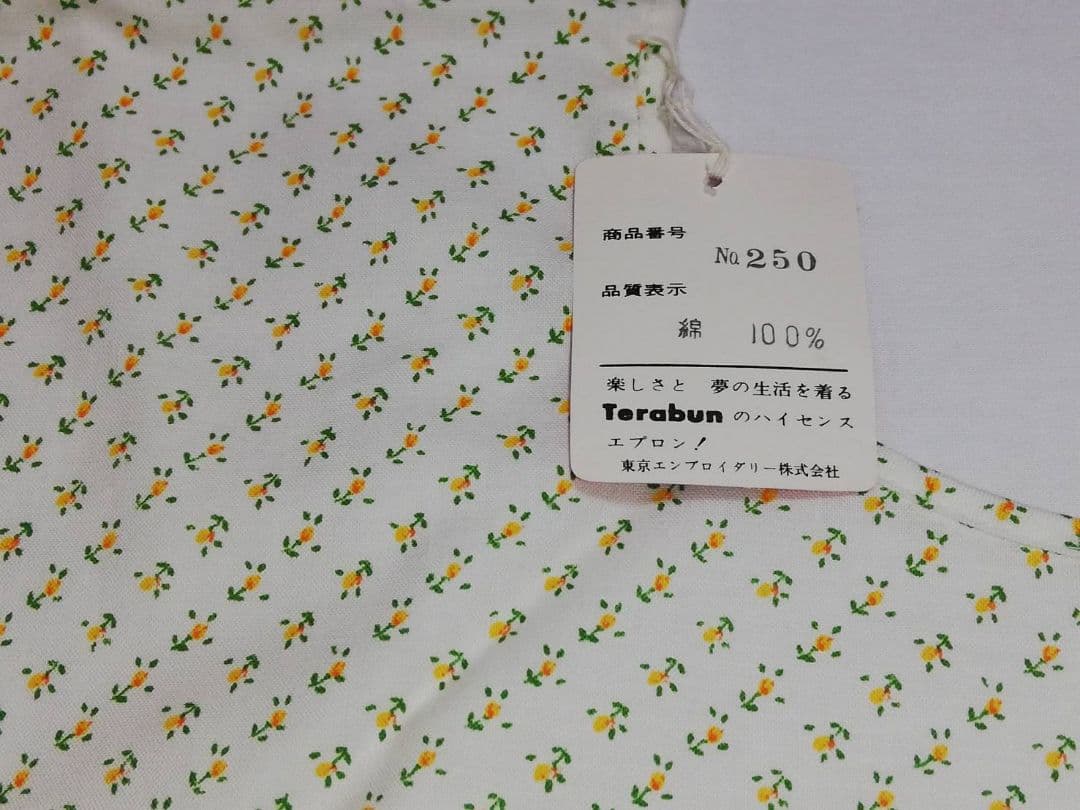 商品番号
No. 250
品質表示
綿 100%
楽しさと 夢の生活を着る
Terabun のハイセンス
エプロン!
東京エンブロイダリー株式会社